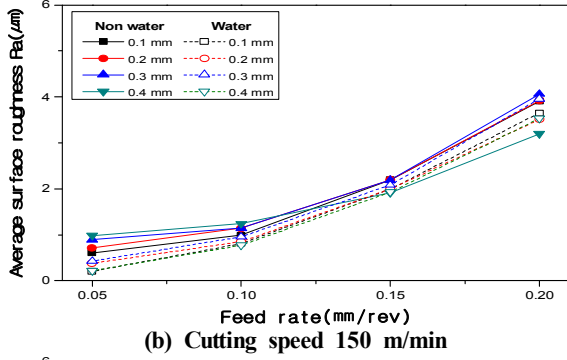 6
Non water Water
0.1 mm 0.1 mm
0.2 mm 0.2 mm
0.3 mm 0.3 mm
0.4 mm 0.4 mm
Average surface roughness Ra(㎛)
4
2
0
0.05 0.10 0.15 0.20
Feed rate(mm/rev)
(b) Cutting speed 150 m/min